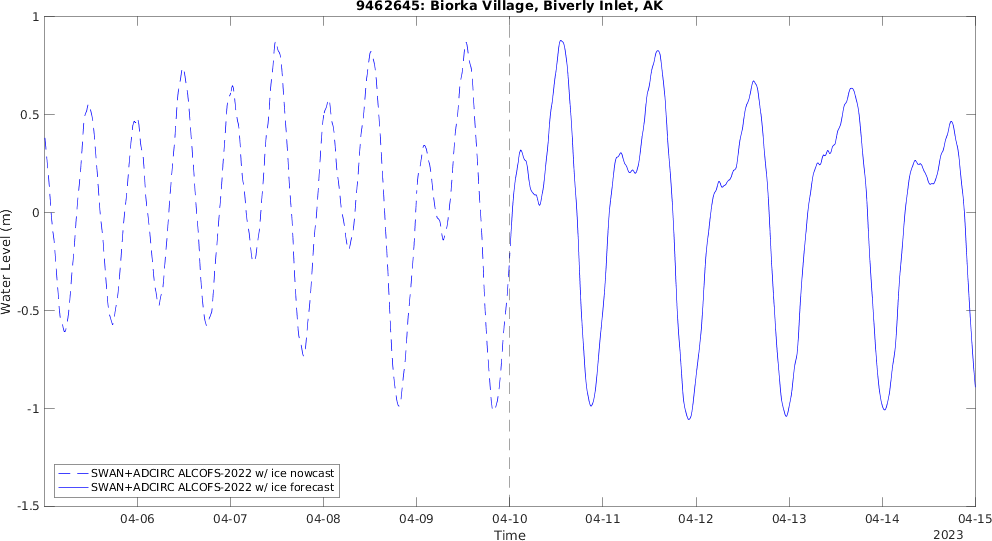 9462645: Biorka Village, Biverly Inlet, AK
Water Level (m)
1
0.5
0
-0.5
-1
-1.5
SWAN+ADCIRC ALCOFS-2022 w/ ice nowcast
SWAN+ADCIRC ALCOFS-2022 w/ ice forecast
04-06 04-07 04-08 04-09 04-10 04-11 04-12 04-13 04-14 04-15
Time
2023